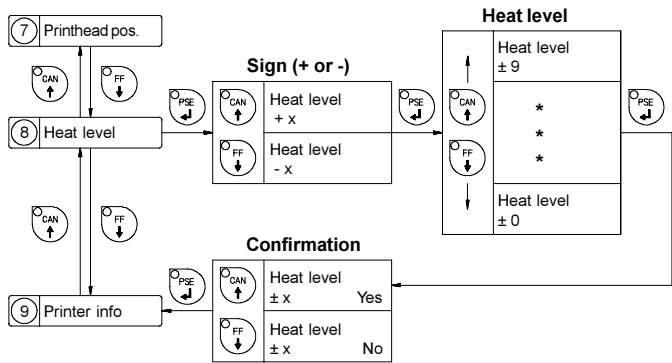 Heat level
7 Printhead pos.
Sign (+ or -)
Heat level
± 9
CAN
FF
PSE
CAN
Heat level
+ x
PSE
CAN
*
*
*
PSE
8 Heat level
FF
Heat level
- x
FF
Heat level
± 0
CAN
FF
Confirmation
PSE
CAN
Heat level
± x Yes
9 Printer info
FF
Heat level
± x No